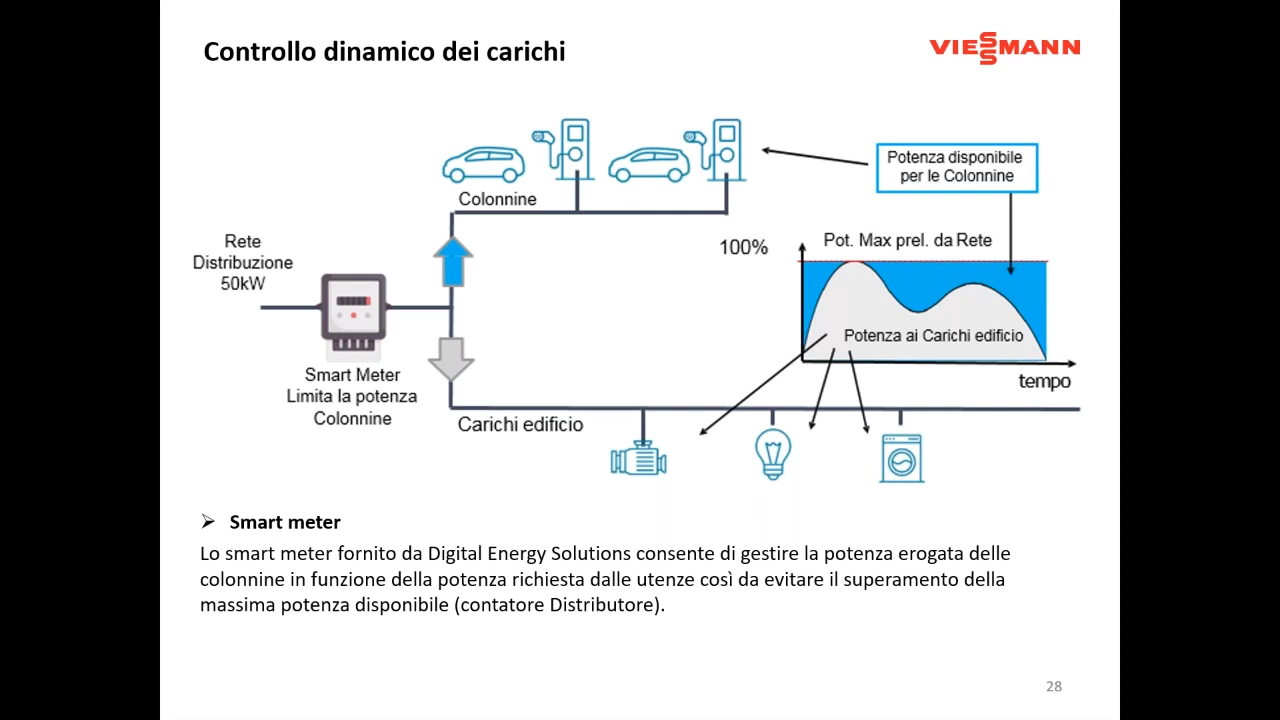 Controllo dinamico dei carichi
VIESSMANN
Potenza disponibile
per le Colonnine
Colonnine
Rete
Distribuzione
50kW
100%
Pot. Max prel. da Rete
Potenza ai Carichi edificio
tempo
Smart Meter
Limita la potenza
Colonnine
Carichi edificio
➢ Smart meter
Lo smart meter fornito da Digital Energy Solutions consente di gestire la potenza erogata delle
colonnine in funzione della potenza richiesta dalle utenze così da evitare il superamento della
massima potenza disponibile (contatore Distributore).
28